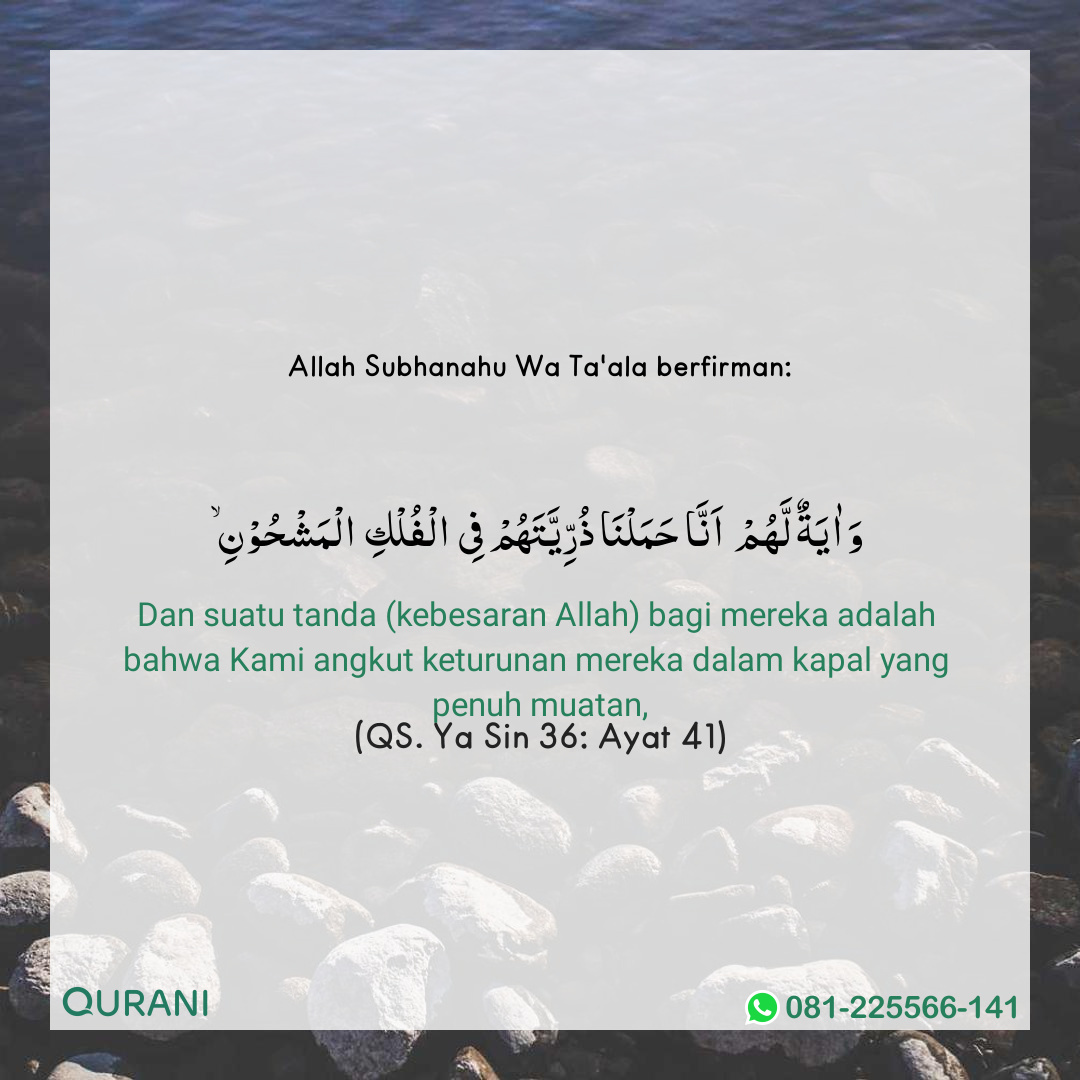 Allah Subhanahu Wa Ta'ala berfirman:
وَاٰيَةٌ لَّهُمْ اَنَّا حَمَلْنَا ذُرِّيَّتَهُمْ فِى الْفُلْكِ الْمَشْحُوْنِۙ
Dan suatu tanda (kebesaran Allah) bagi mereka adalah
bahwa Kami angkut keturunan mereka dalam kapal yang
penuh muatan,
(QS. Ya Sin 36: Ayat 41)
QURANI
081-225566-141